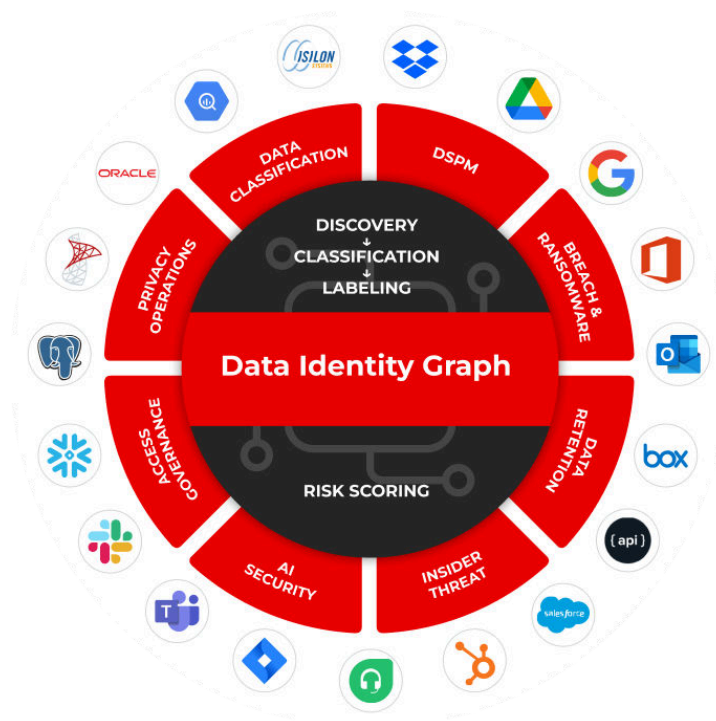 ISILON
SYSTEMS
ORACLE
DATA
CLASSIFICATION
DSPM
PRIVACY
OPERATIONS
BREACH &
RANSOMWARE
DISCOVERY
↓
CLASSIFICATION
↓
LABELING
Data Identity Graph
RISK SCORING
ACCESS
GOVERNANCE
DATA
RETENTION
AI
SECURITY
INSIDER
THREAT
O
box
{api}
salesforce
T